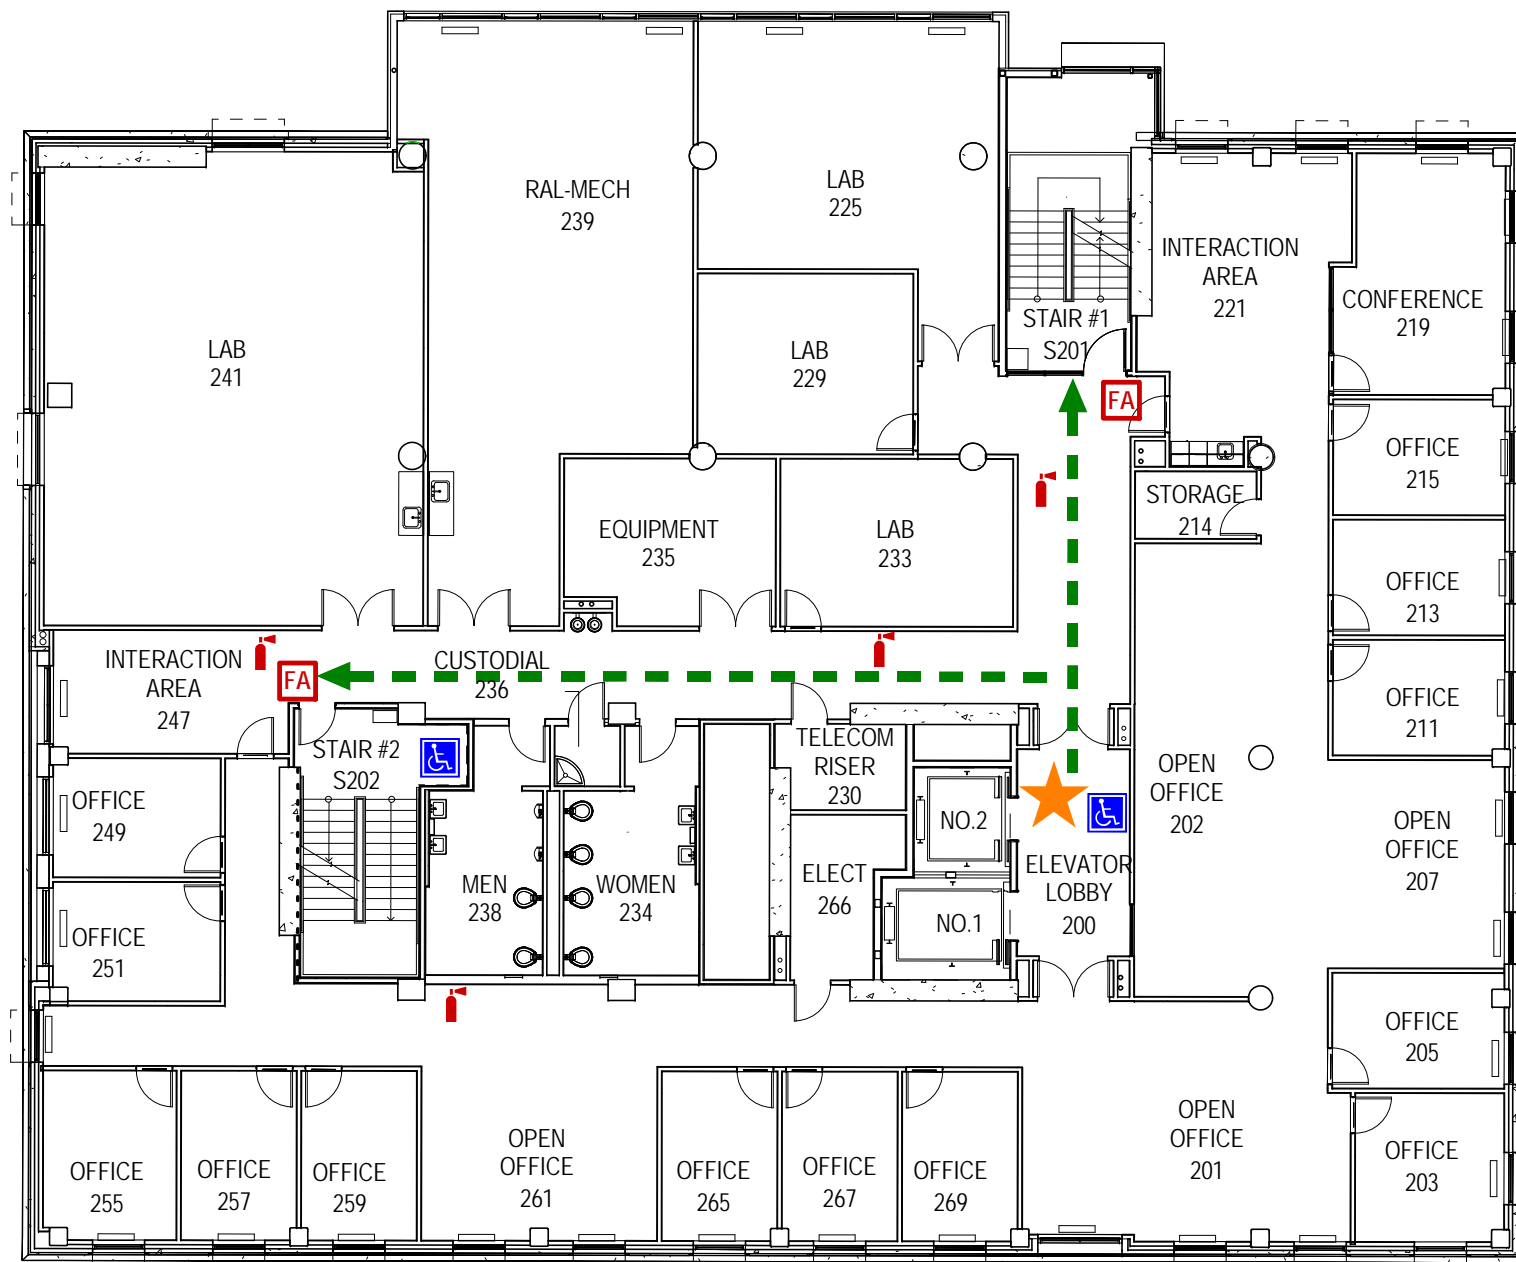 RAL-MECH
239
LAB
225
INTERACTION
AREA
221
CONFERENCE
219
STAIR #1
S201
LAB
241
LAB
229
FA
OFFICE
215
STORAGE
214
EQUIPMENT
235
LAB
233
OFFICE
213
INTERACTION
AREA
247
FA
CUSTODIAL
236
OFFICE
211
STAIR #2
S202
TELECOM
RISER
230
OPEN
OFFICE
202
OFFICE
249
NO.2
OPEN
OFFICE
207
MEN
238
WOMEN
234
ELECT
266
ELEVATOR
LOBBY
200
NO.1
OFFICE
251
OFFICE
205
OFFICE
255
OFFICE
257
OFFICE
259
OPEN
OFFICE
261
OFFICE
265
OFFICE
267
OFFICE
269
OPEN
OFFICE
201
OFFICE
203